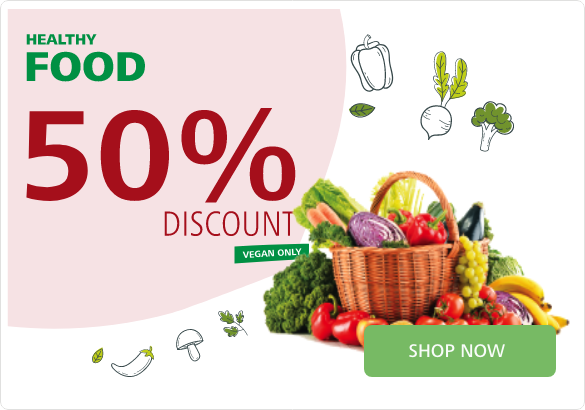 HEALTHY
FOOD
50%
DISCOUNT
VEGAN ONLY
SHOP NOW